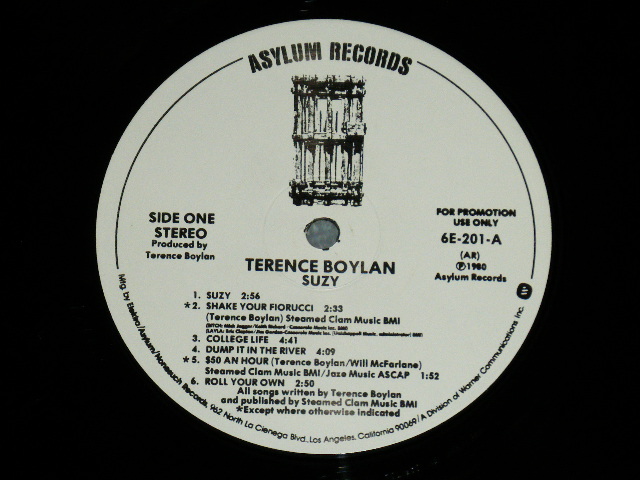 ASYLUM RECORDS
SIDE ONE
STEREO
Produced by
Terence Boylan
FOR PROMOTION
USE ONLY
6E-201-A
(AR)
℗1980
Asylum Records
TERENCE BOYLAN
SUZY
1. SUZY 2:56
*2. SHAKE YOUR FIORUCCI 2:33
(Terence Boylan) Steamed Clam Music BMI
3. COLLEGE LIFE 4:41
4. DUMP IT IN THE RIVER 4:09
*5. $50 AN HOUR (Terence Boylan/Will McFarlane)
Steamed Clam Music BMI/Jaze Music ASCAP 1:52
6. ROLL YOUR OWN 2:50
All songs written by Terence Boylan
and published by Steamed Clam Music BMI
*Except where otherwise indicated
Mfg. by Elektra/Asylum/Nonesuch Records, 962 North La Cienega Blvd., Los Angeles, California 90069/A Division of Warner Communications Inc.